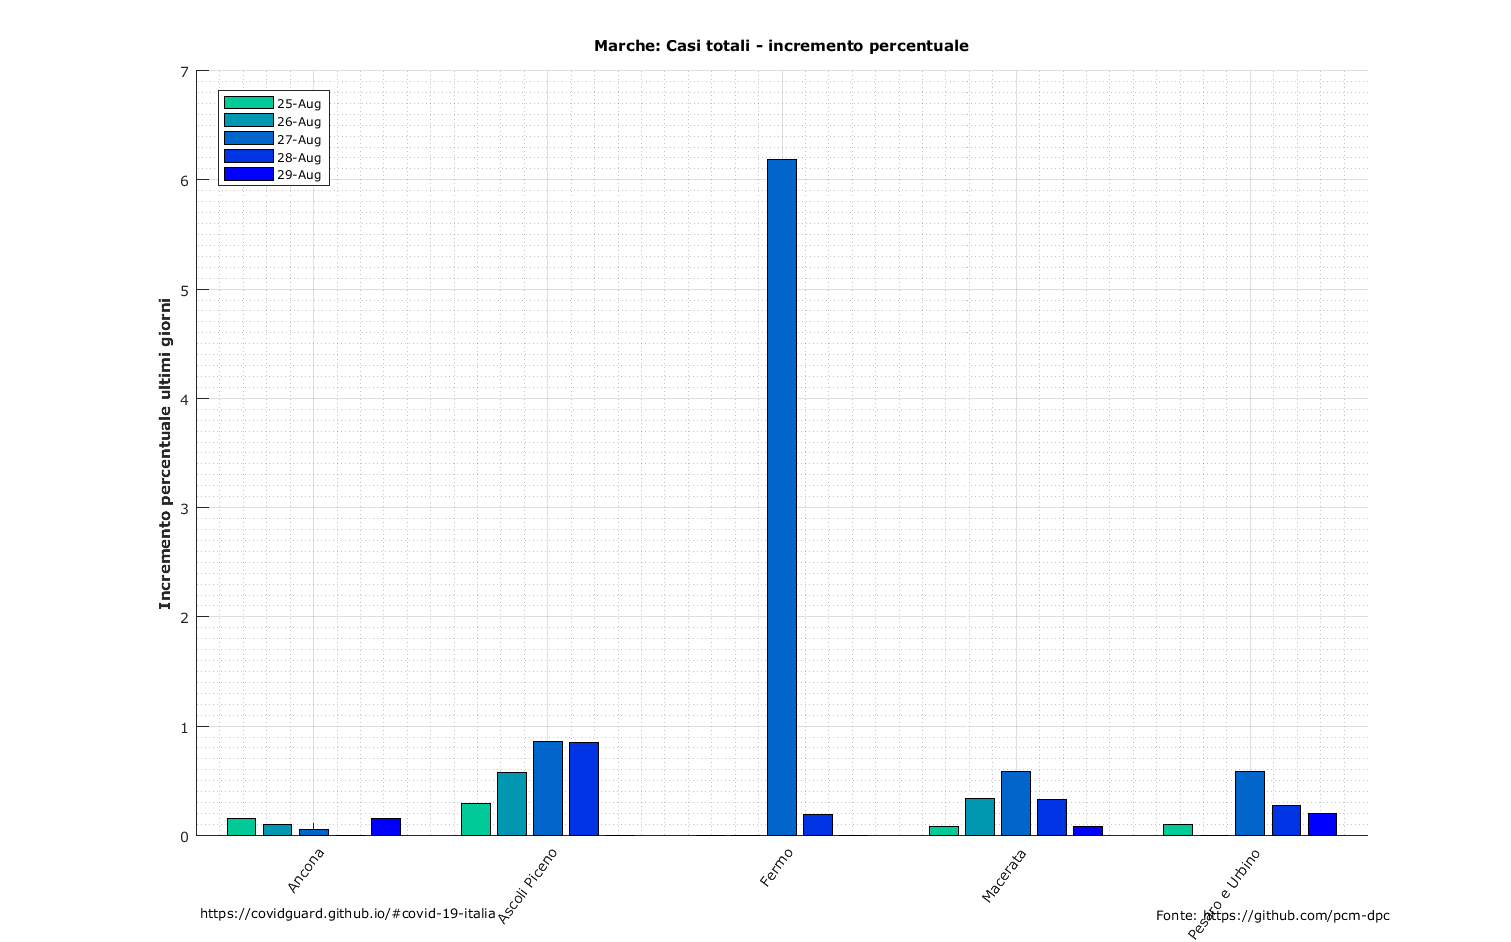 Marche: Casi totali - incremento percentuale
7
6
5
4
3
2
1
0
Incremento percentuale ultimi giorni
25-Aug
26-Aug
27-Aug
28-Aug
29-Aug
Ancona
Ascoli Piceno
Fermo
Macerata
Pesaro e Urbino
https://covidguard.github.io/#covid-19-italia
Fonte: https://github.com/pcm-dpc